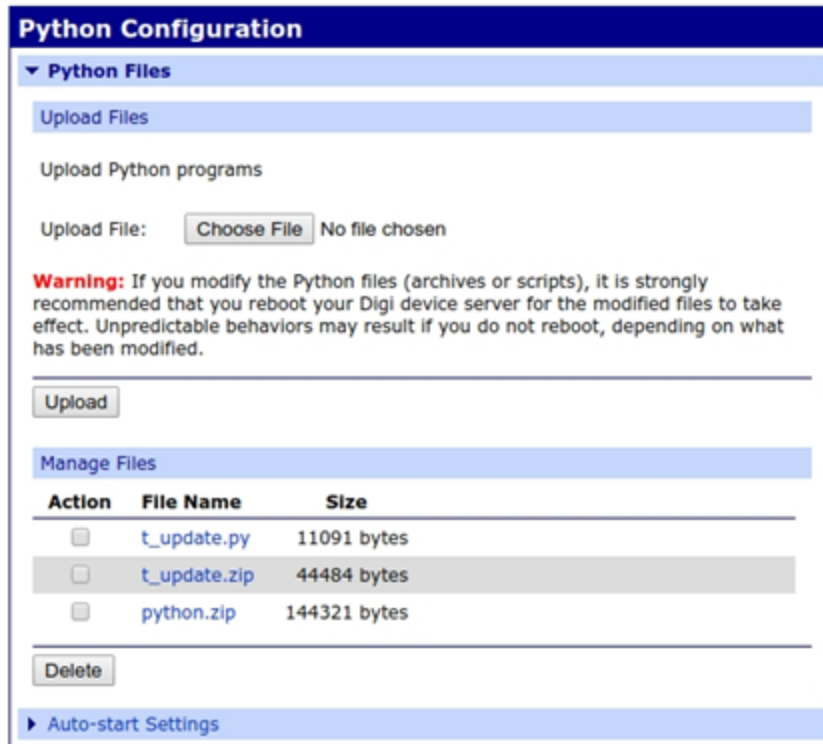 Python Configuration
Python Files
Upload Files
Upload Python programs
Upload File: Choose File No file chosen
Warning: If you modify the Python files (archives or scripts), it is strongly
recommended that you reboot your Digi device server for the modified files to take
effect. Unpredictable behaviors may result if you do not reboot, depending on what
has been modified.
Upload
Manage Files
Action File Name Size
t_update.py 11091 bytes
t_update.zip 44484 bytes
python.zip 144321 bytes
Delete
Auto-start Settings